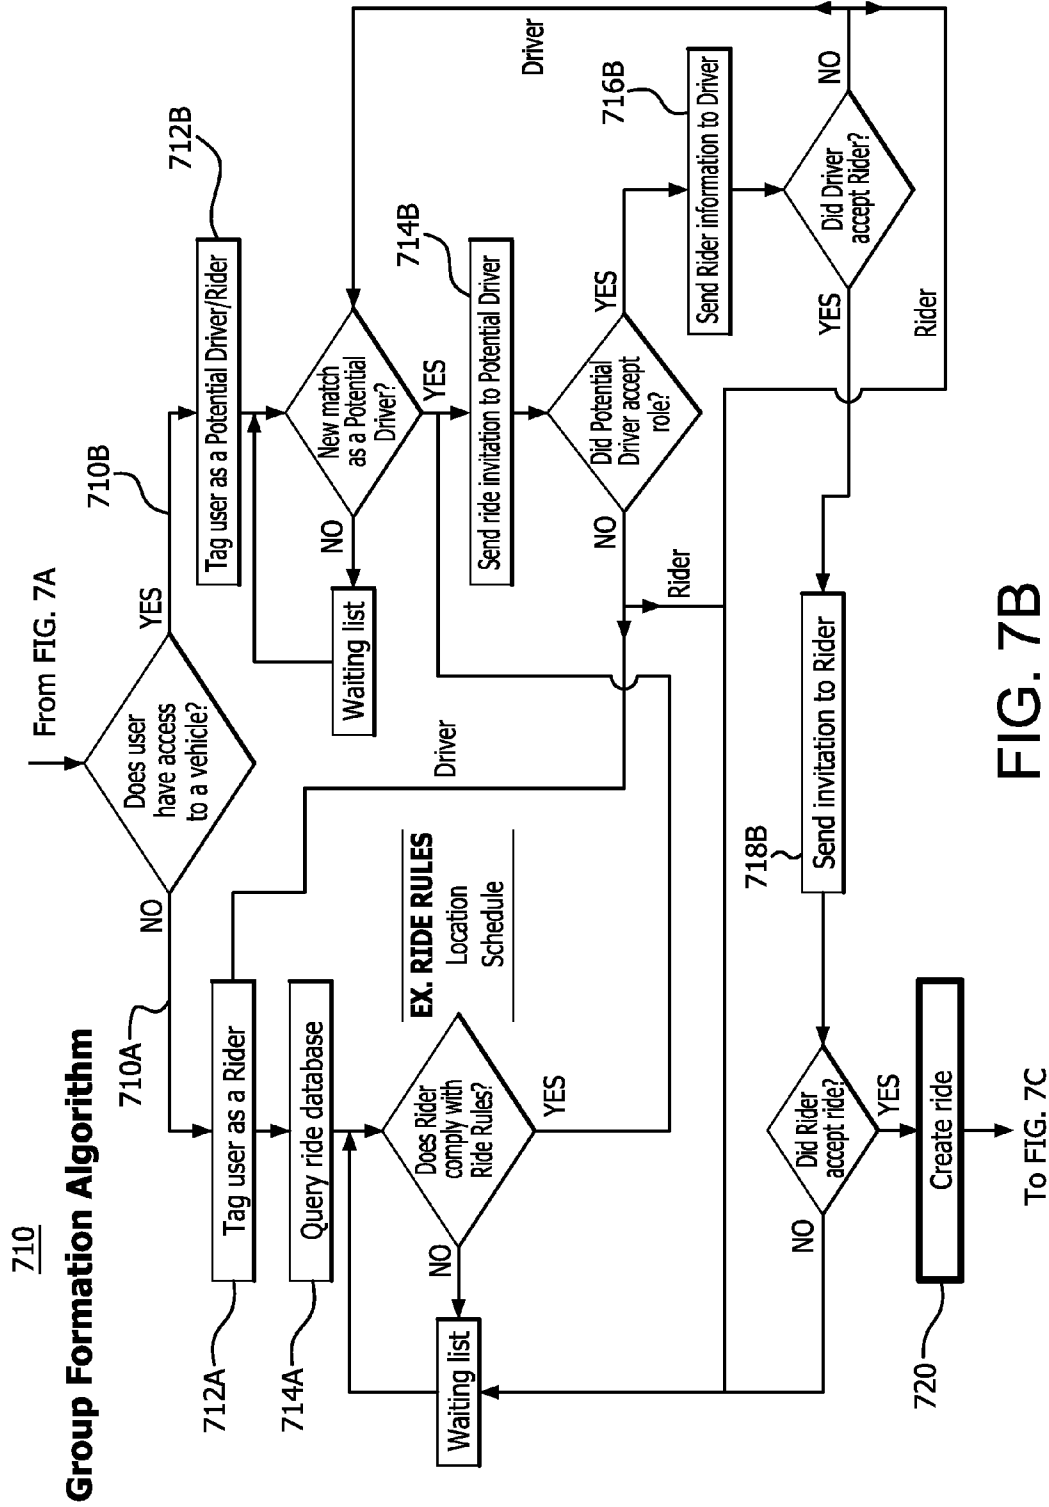 710
Group Formation Algorithm
From FIG. 7A
Does user
have access
to a vehicle?
NO
YES
710A
710B
Tag user as a Rider
712A
Query ride database
714A
Does Rider
comply with
Ride Rules?
NO
YES
Waiting list
EX. RIDE RULES
Location
Schedule
Tag user as a Potential Driver/Rider
712B
New match
as a Potential
Driver?
NO
YES
Waiting list
Send ride invitation to Potential Driver
714B
Did Potential
Driver accept
role?
NO
YES
Driver
Rider
Send Rider information to Driver
716B
Did Driver
accept Rider?
YES
NO
Driver
Rider
Send invitation to Rider
718B
Did Rider
accept ride?
NO
YES
Create ride
720
To FIG. 7C
FIG. 7B